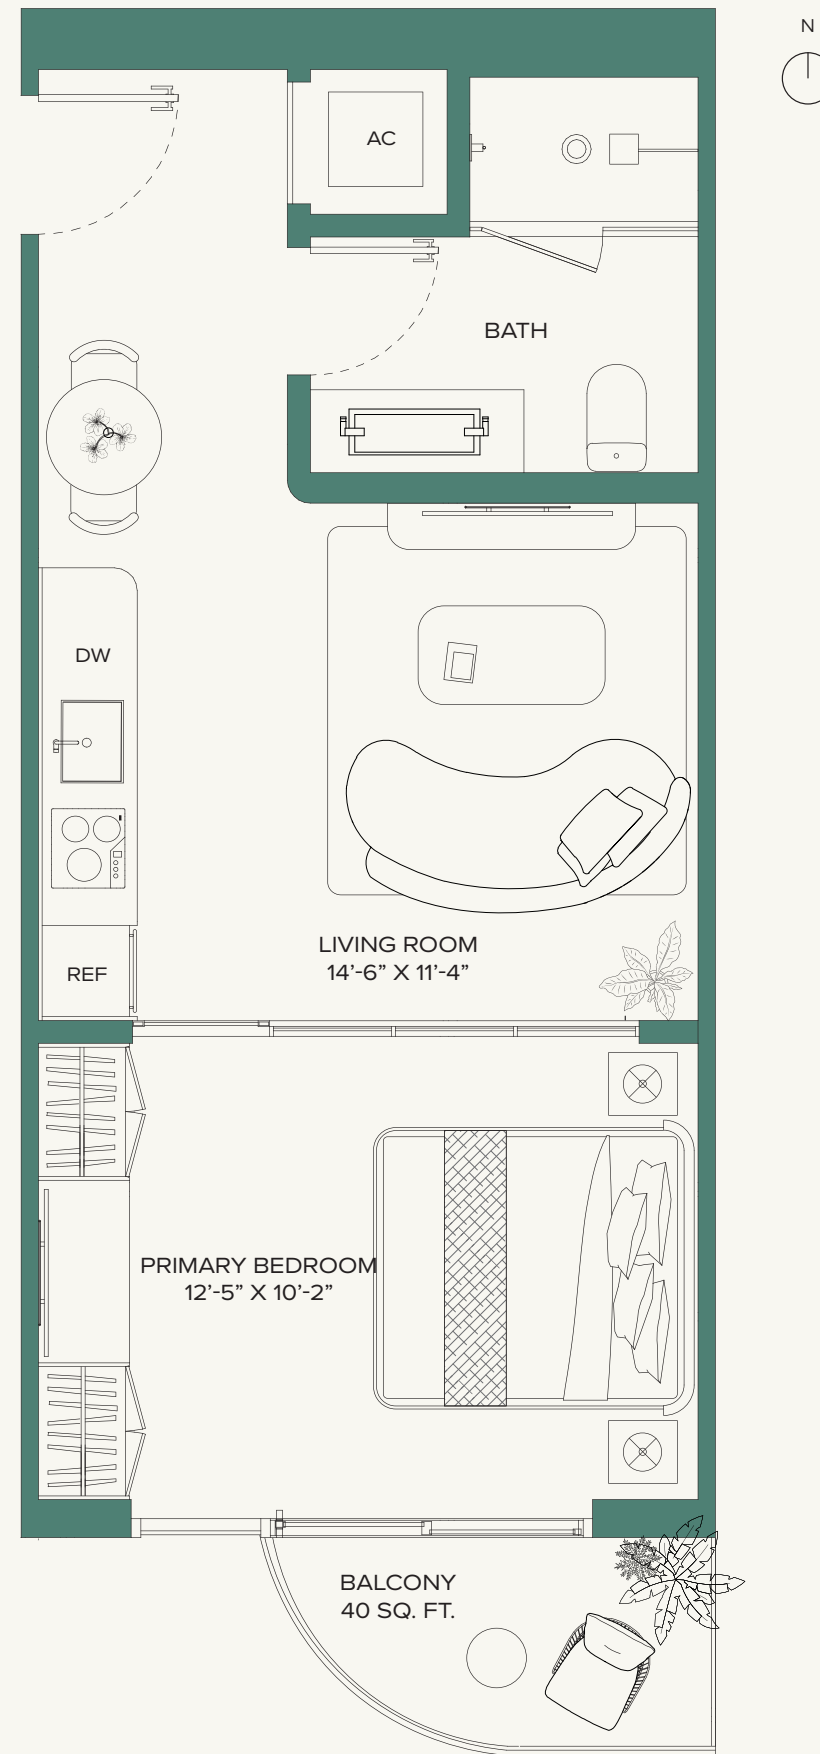 N
AC
BATH
DW
LIVING ROOM
14’-6” X 11’-4”
REF
PRIMARY BEDROOM
12’-5” X 10’-2”
BALCONY
40 SQ. FT.